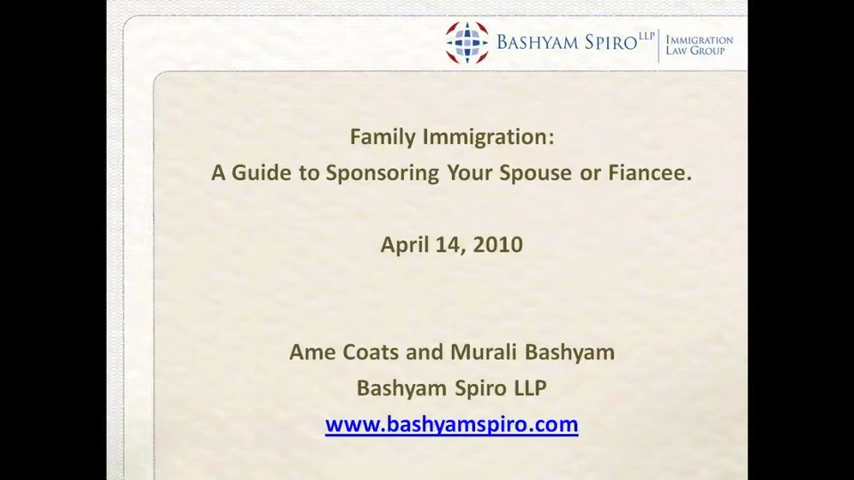 BASHYAM SPIRO LLP
IMMIGRATION
LAW GROUP
Family Immigration:
A Guide to Sponsoring Your Spouse or Fiancee.
April 14, 2010
Ame Coats and Murali Bashyam
Bashyam Spiro LLP
www.bashyamspiro.com